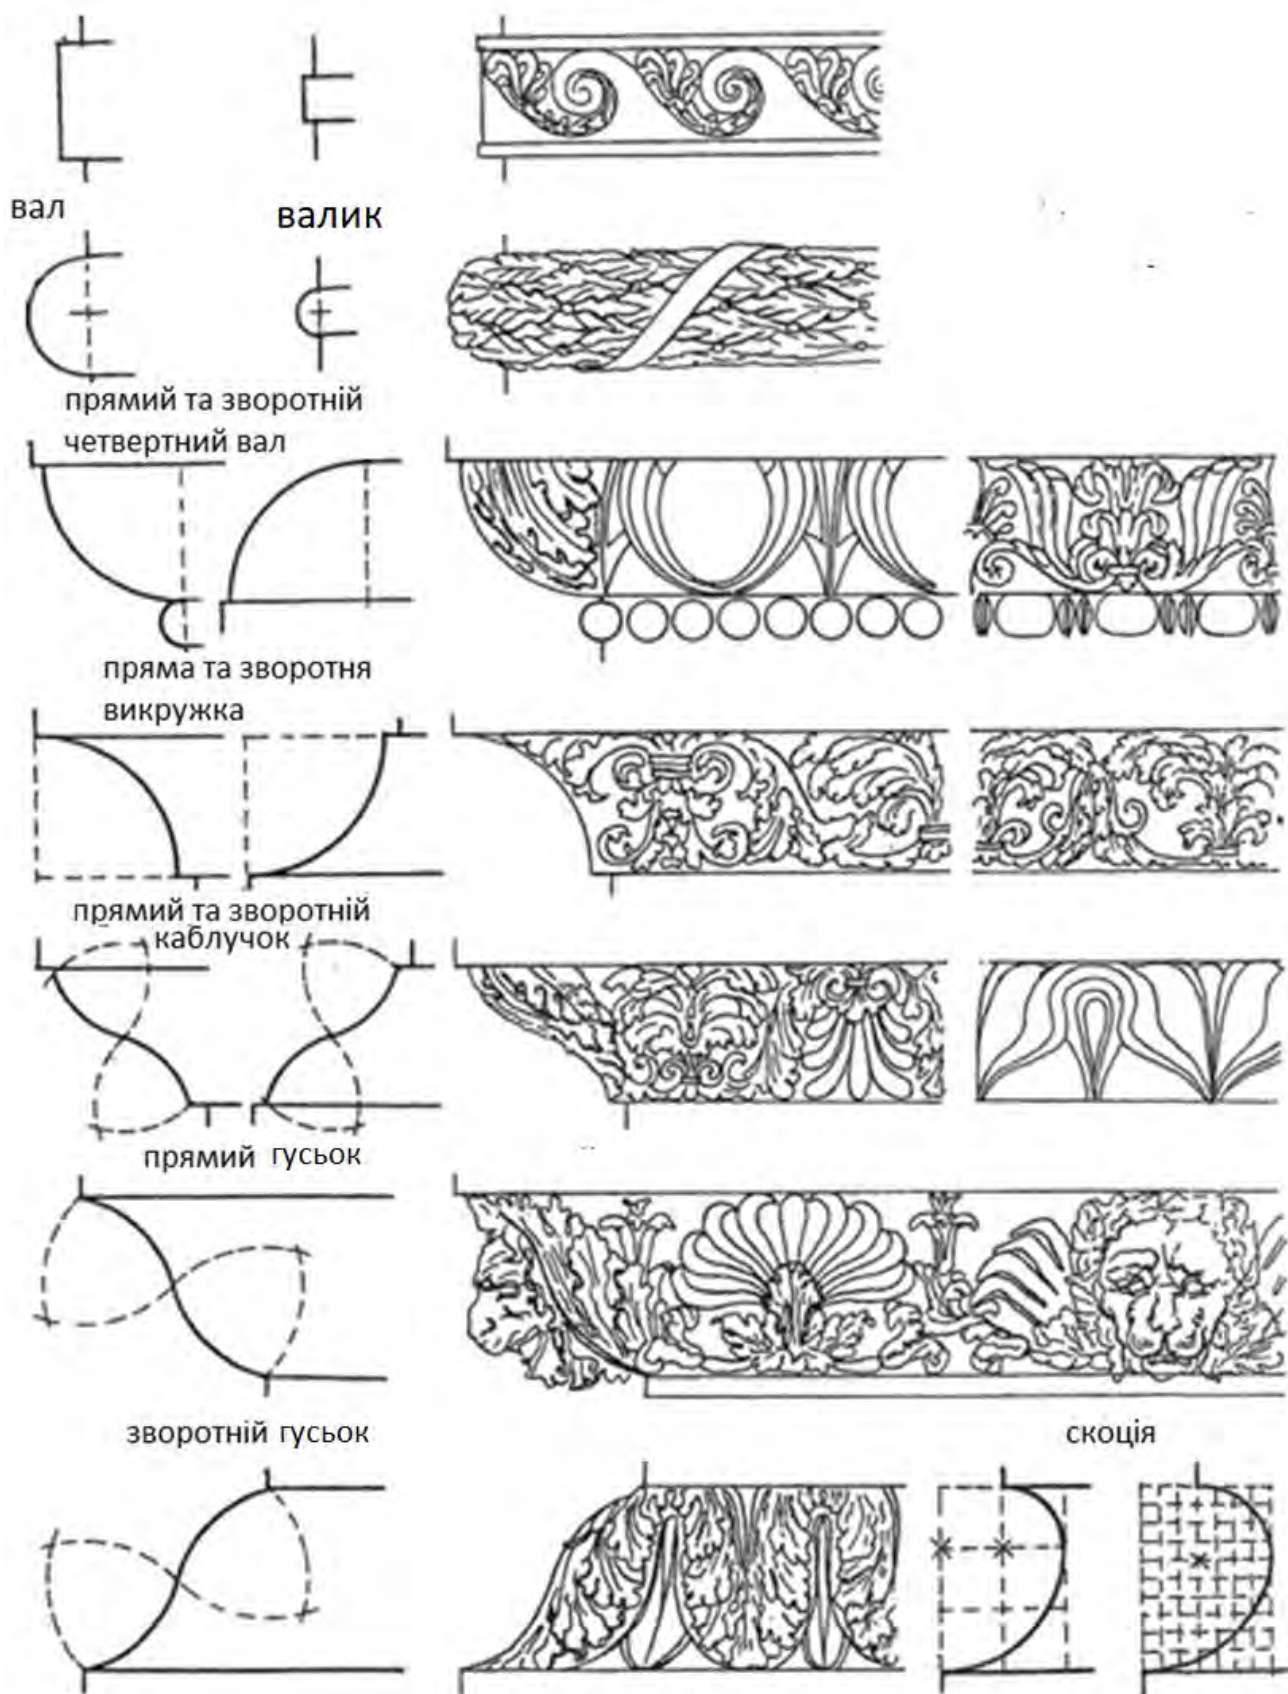 вал
валик
прямий та зворотній
четвертний вал
пряма та зворотня
викружка
прямий та зворотній
каблучок
прямий гусьок
зворотній гусьок
скоція